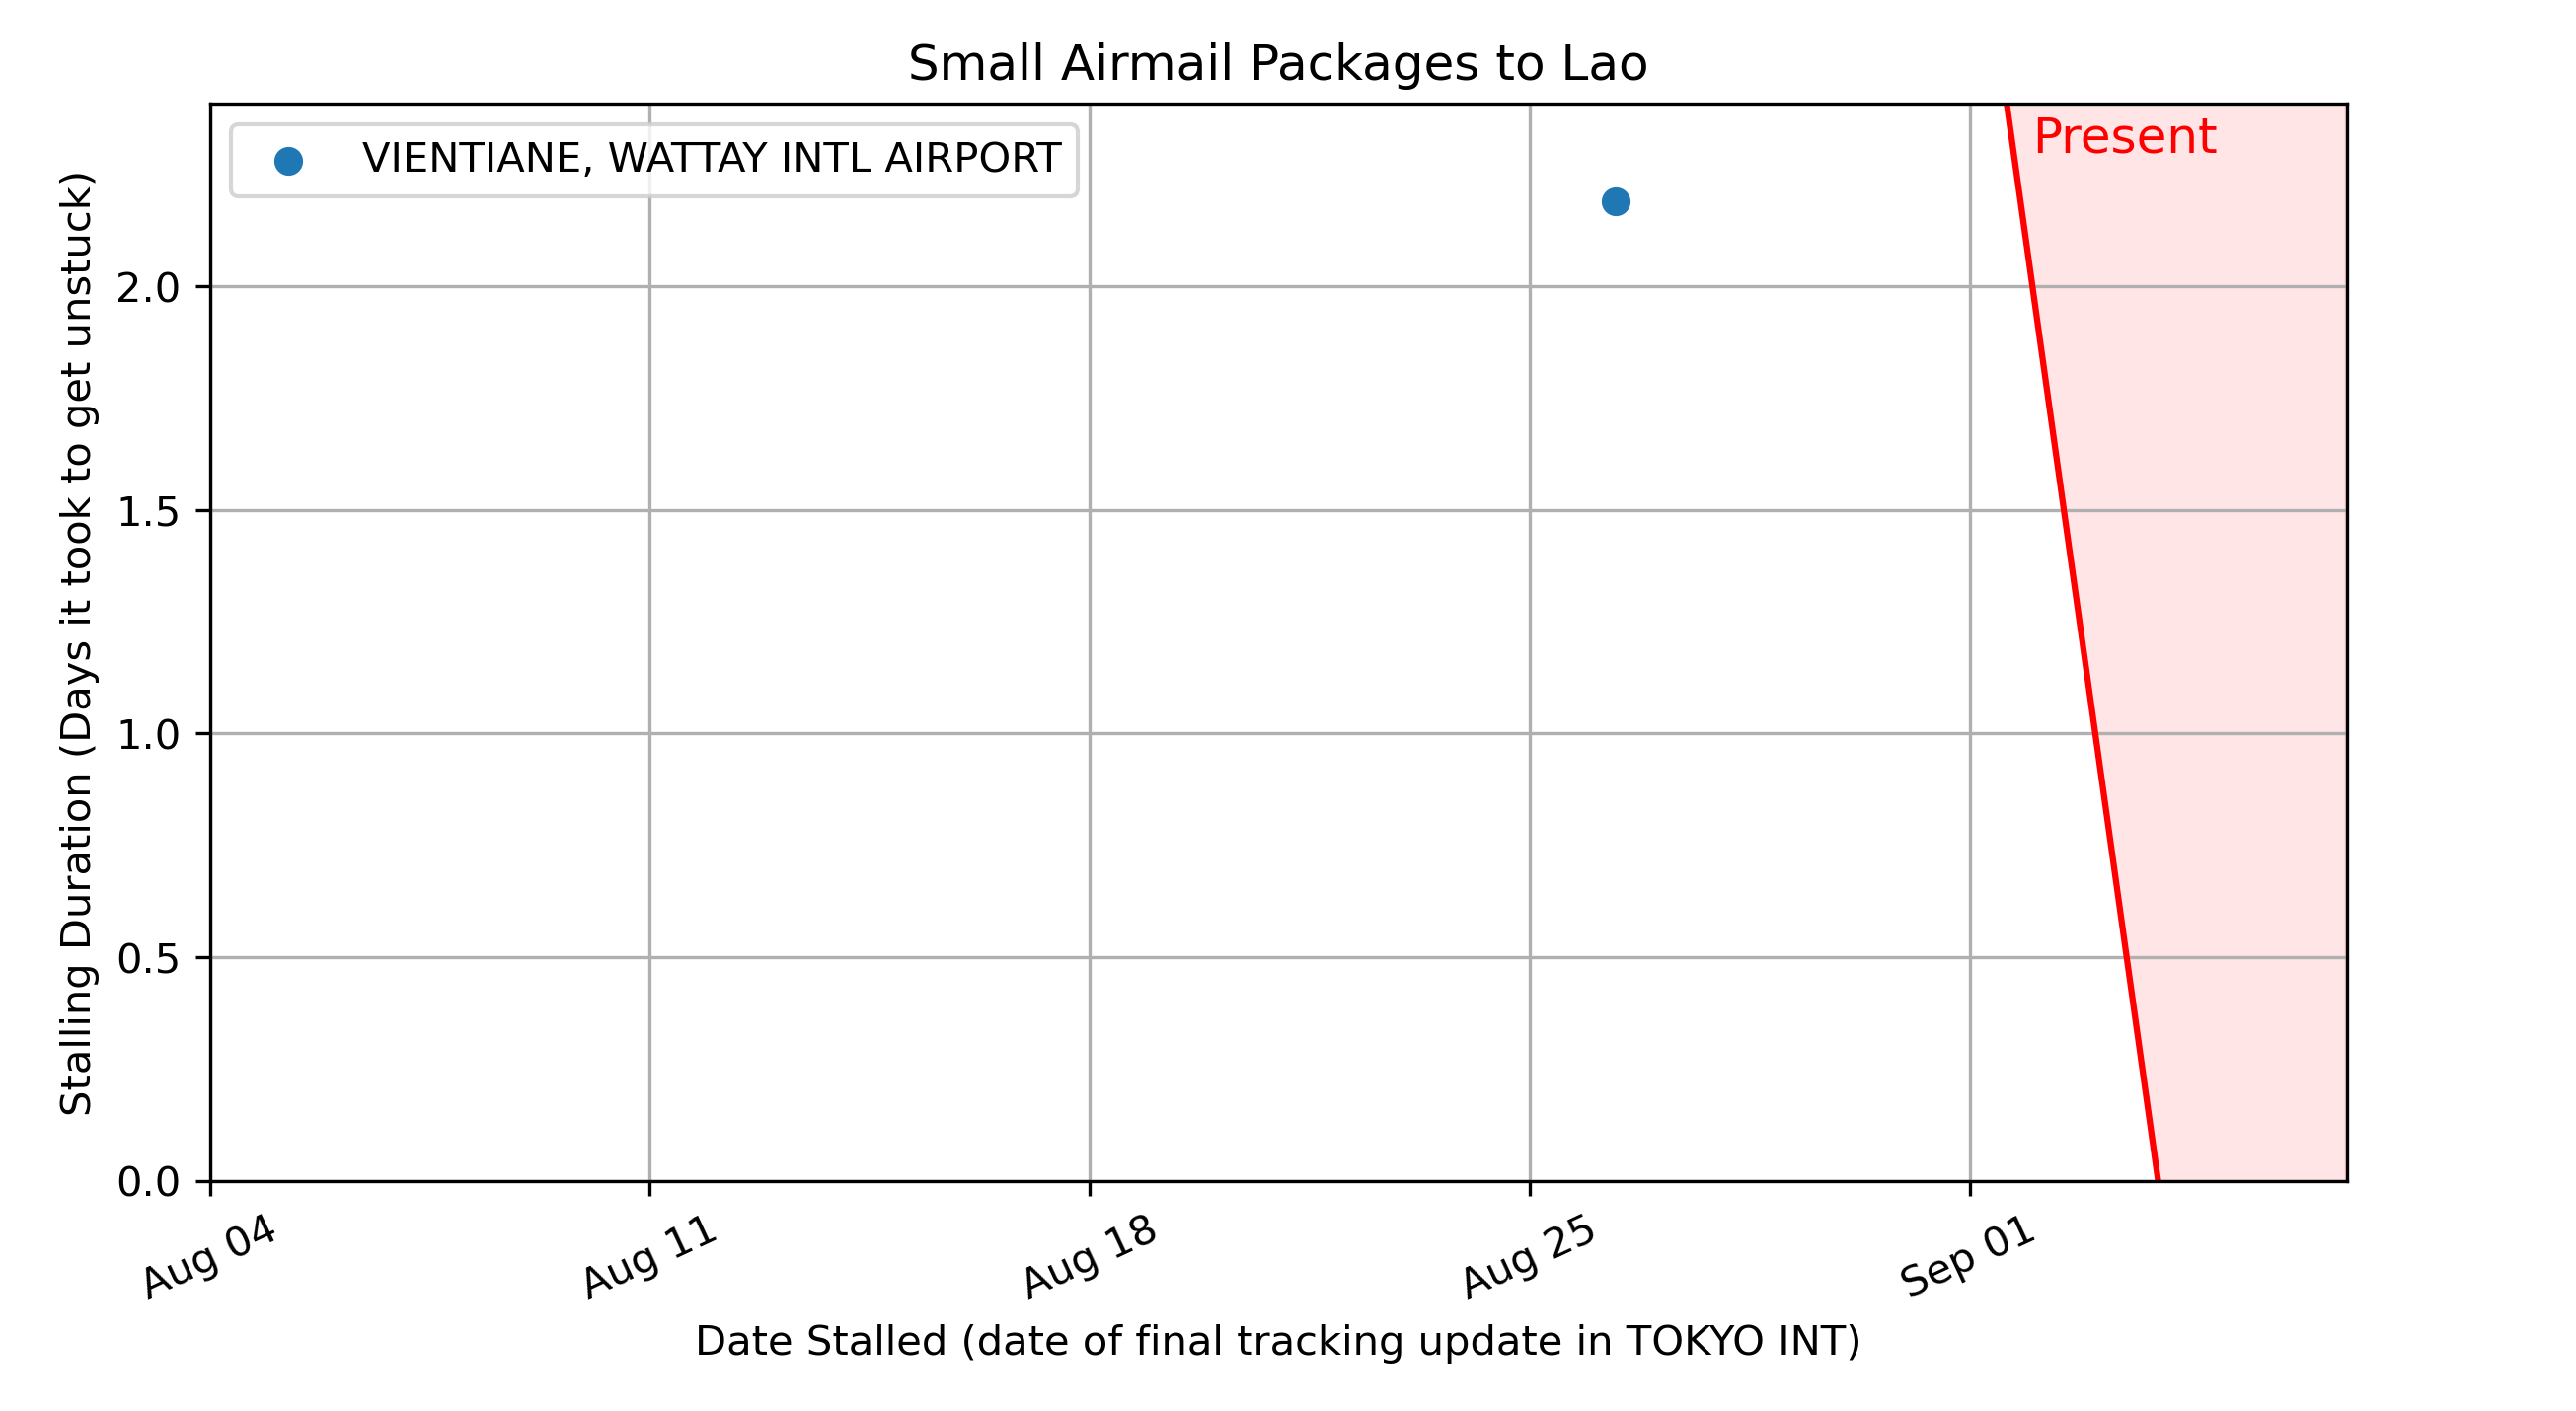 Small Airmail Packages to Lao
VIENTIANE, WATTAY INTL AIRPORT
Present
Stalling Duration (Days it took to get unstuck)
2.0
1.5
1.0
0.5
0.0
Aug 04
Aug 11
Aug 18
Aug 25
Sep 01
Date Stalled (date of final tracking update in TOKYO INT)